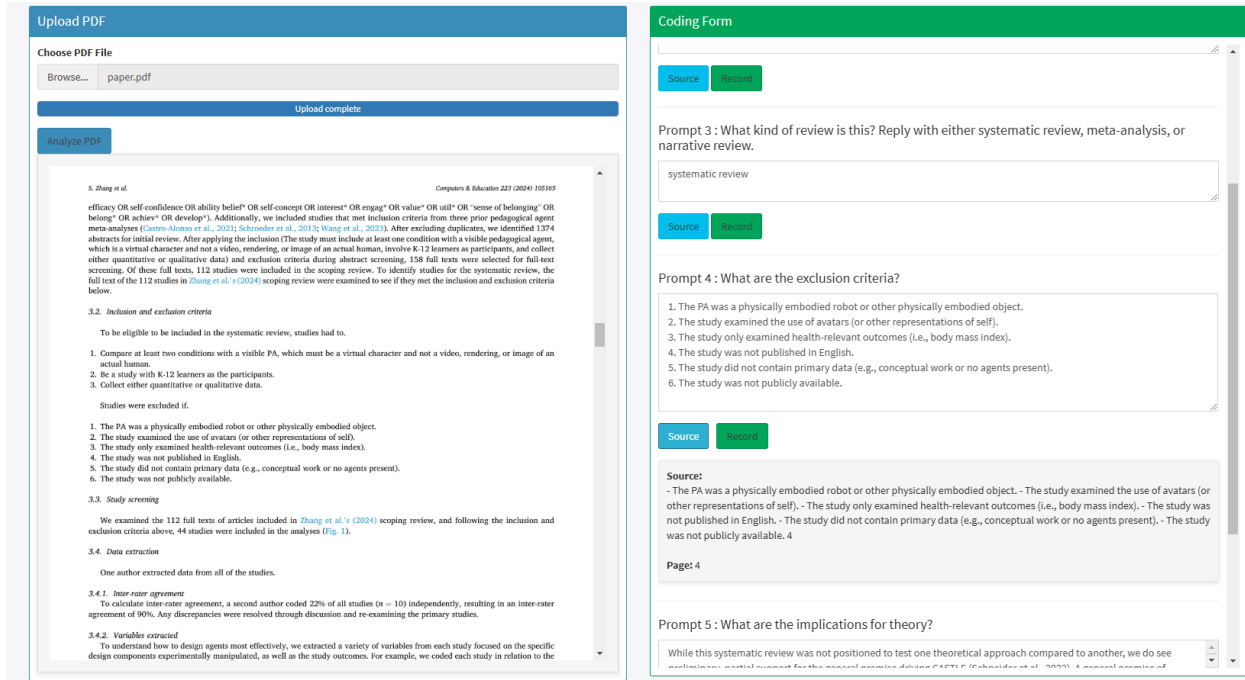 Upload PDF
Choose PDF File
Browse...
paper.pdf
Upload complete
Analyze PDF
S. Zhang et al.
Computers & Education 223 (2024) 105165
efficacy OR self-confidence OR ability belief* OR self-concept OR interest* OR engag* OR value* OR util* OR "sense of belonging" OR
belong* OR achiev* OR develop*). Additionally, we included studies that met inclusion criteria from three prior pedagogical agent
meta-analyses (Castro-Alonso et al., 2021; Schroeder et al., 2013; Wang et al., 2023). After excluding duplicates, we identified 1374
abstracts for initial review. After applying the inclusion (The study must include at least one condition with a visible pedagogical agent,
which is a virtual character and not a video, rendering, or image of an actual human, involve K-12 learners as participants, and collect
either quantitative or qualitative data) and exclusion criteria during abstract screening, 158 full texts were selected for full-text
screening. Of these full texts, 112 studies were included in the scoping review. To identify studies for the systematic review, the
full text of the 112 studies in Zhang et al.'s (2024) scoping review were examined to see if they met the inclusion and exclusion criteria
below.
3.2. Inclusion and exclusion criteria
To be eligible to be included in the systematic review, studies had to.
1. Compare at least two conditions with a visible PA, which must be a virtual character and not a video, rendering, or image of an
actual human.
2. Be a study with K-12 learners as the participants.
3. Collect either quantitative or qualitative data.
Studies were excluded if.
1. The PA was a physically embodied robot or other physically embodied object.
2. The study examined the use of avatars (or other representations of self).
3. The study only examined health-relevant outcomes (i.e., body mass index).
4. The study was not published in English.
5. The study did not contain primary data (e.g., conceptual work or no agents present).
6. The study was not publicly available.
3.3. Study screening
We examined the 112 full texts of articles included in Zhang et al.'s (2024) scoping review, and following the inclusion and
exclusion criteria above, 44 studies were included in the analyses (Fig. 1).
3.4. Data extraction
One author extracted data from all of the studies.
3.4.1. Inter-rater agreement
To calculate inter-rater agreement, a second author coded 22% of all studies (n = 10) independently, resulting in an inter-rater
agreement of 90%. Any discrepancies were resolved through discussion and re-examining the primary studies.
3.4.2. Variables extracted
To understand how to design agents most effectively, we extracted a variety of variables from each study focused on the specific
design components experimentally manipulated, as well as the study outcomes. For example, we coded each study in relation to the
Coding Form
Source
Record
Prompt 3 : What kind of review is this? Reply with either systematic review, meta-analysis, or
narrative review.
systematic review
Source
Record
Prompt 4 : What are the exclusion criteria?
1. The PA was a physically embodied robot or other physically embodied object.
2. The study examined the use of avatars (or other representations of self).
3. The study only examined health-relevant outcomes (i.e., body mass index).
4. The study was not published in English.
5. The study did not contain primary data (e.g., conceptual work or no agents present).
6. The study was not publicly available.
Source
Record
Source:
- The PA was a physically embodied robot or other physically embodied object. - The study examined the use of avatars (or
other representations of self). - The study only examined health-relevant outcomes (i.e., body mass index). - The study was
not published in English. - The study did not contain primary data (e.g., conceptual work or no agents present). - The study
was not publicly available. 4
Page: 4
Prompt 5 : What are the implications for theory?
While this systematic review was not positioned to test one theoretical approach compared to another, we do see
preliminary, partial support for the general premise driving CASTLE (Schneider et al., 2022). A general premise of